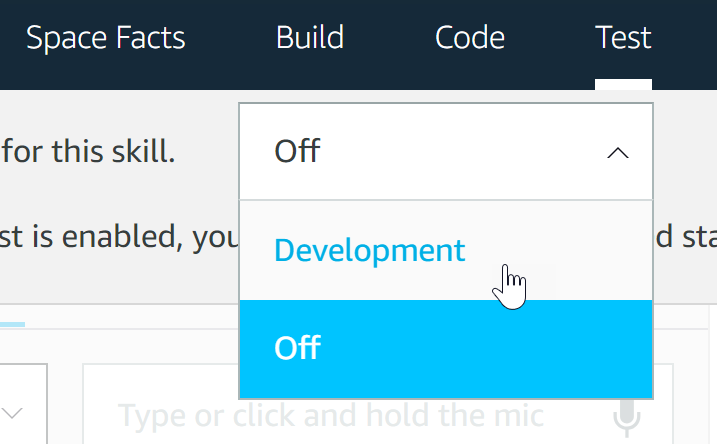 Space Facts Build Code Test
for this skill. Off
st is enabled, you d sta
Development
Off
Type or click and hold the mic